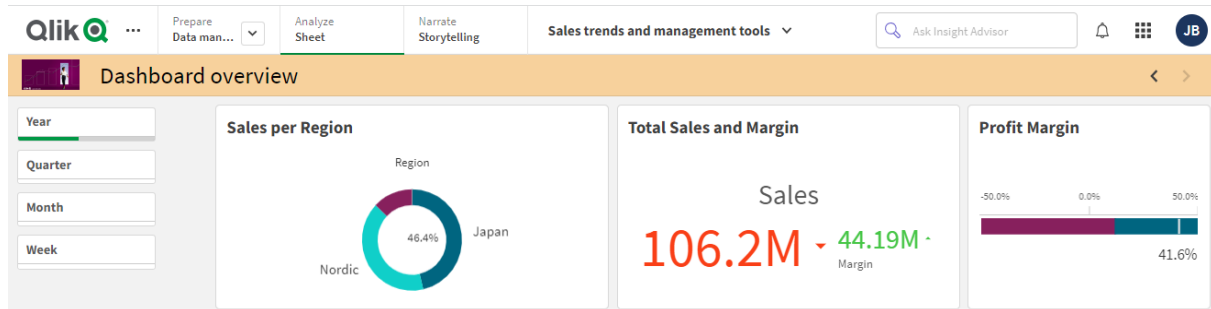 Qlik
Prepare
Data man...
Analyze
Sheet
Narrate
Storytelling
Sales trends and management tools
Ask Insight Advisor
JB
Dashboard overview
Year
Quarter
Month
Week
Sales per Region
Region
46.4%
Japan
Nordic
Total Sales and Margin
Sales
106.2M
44.19M
Margin
Profit Margin
-50.0% 0.0% 50.0%
41.6%